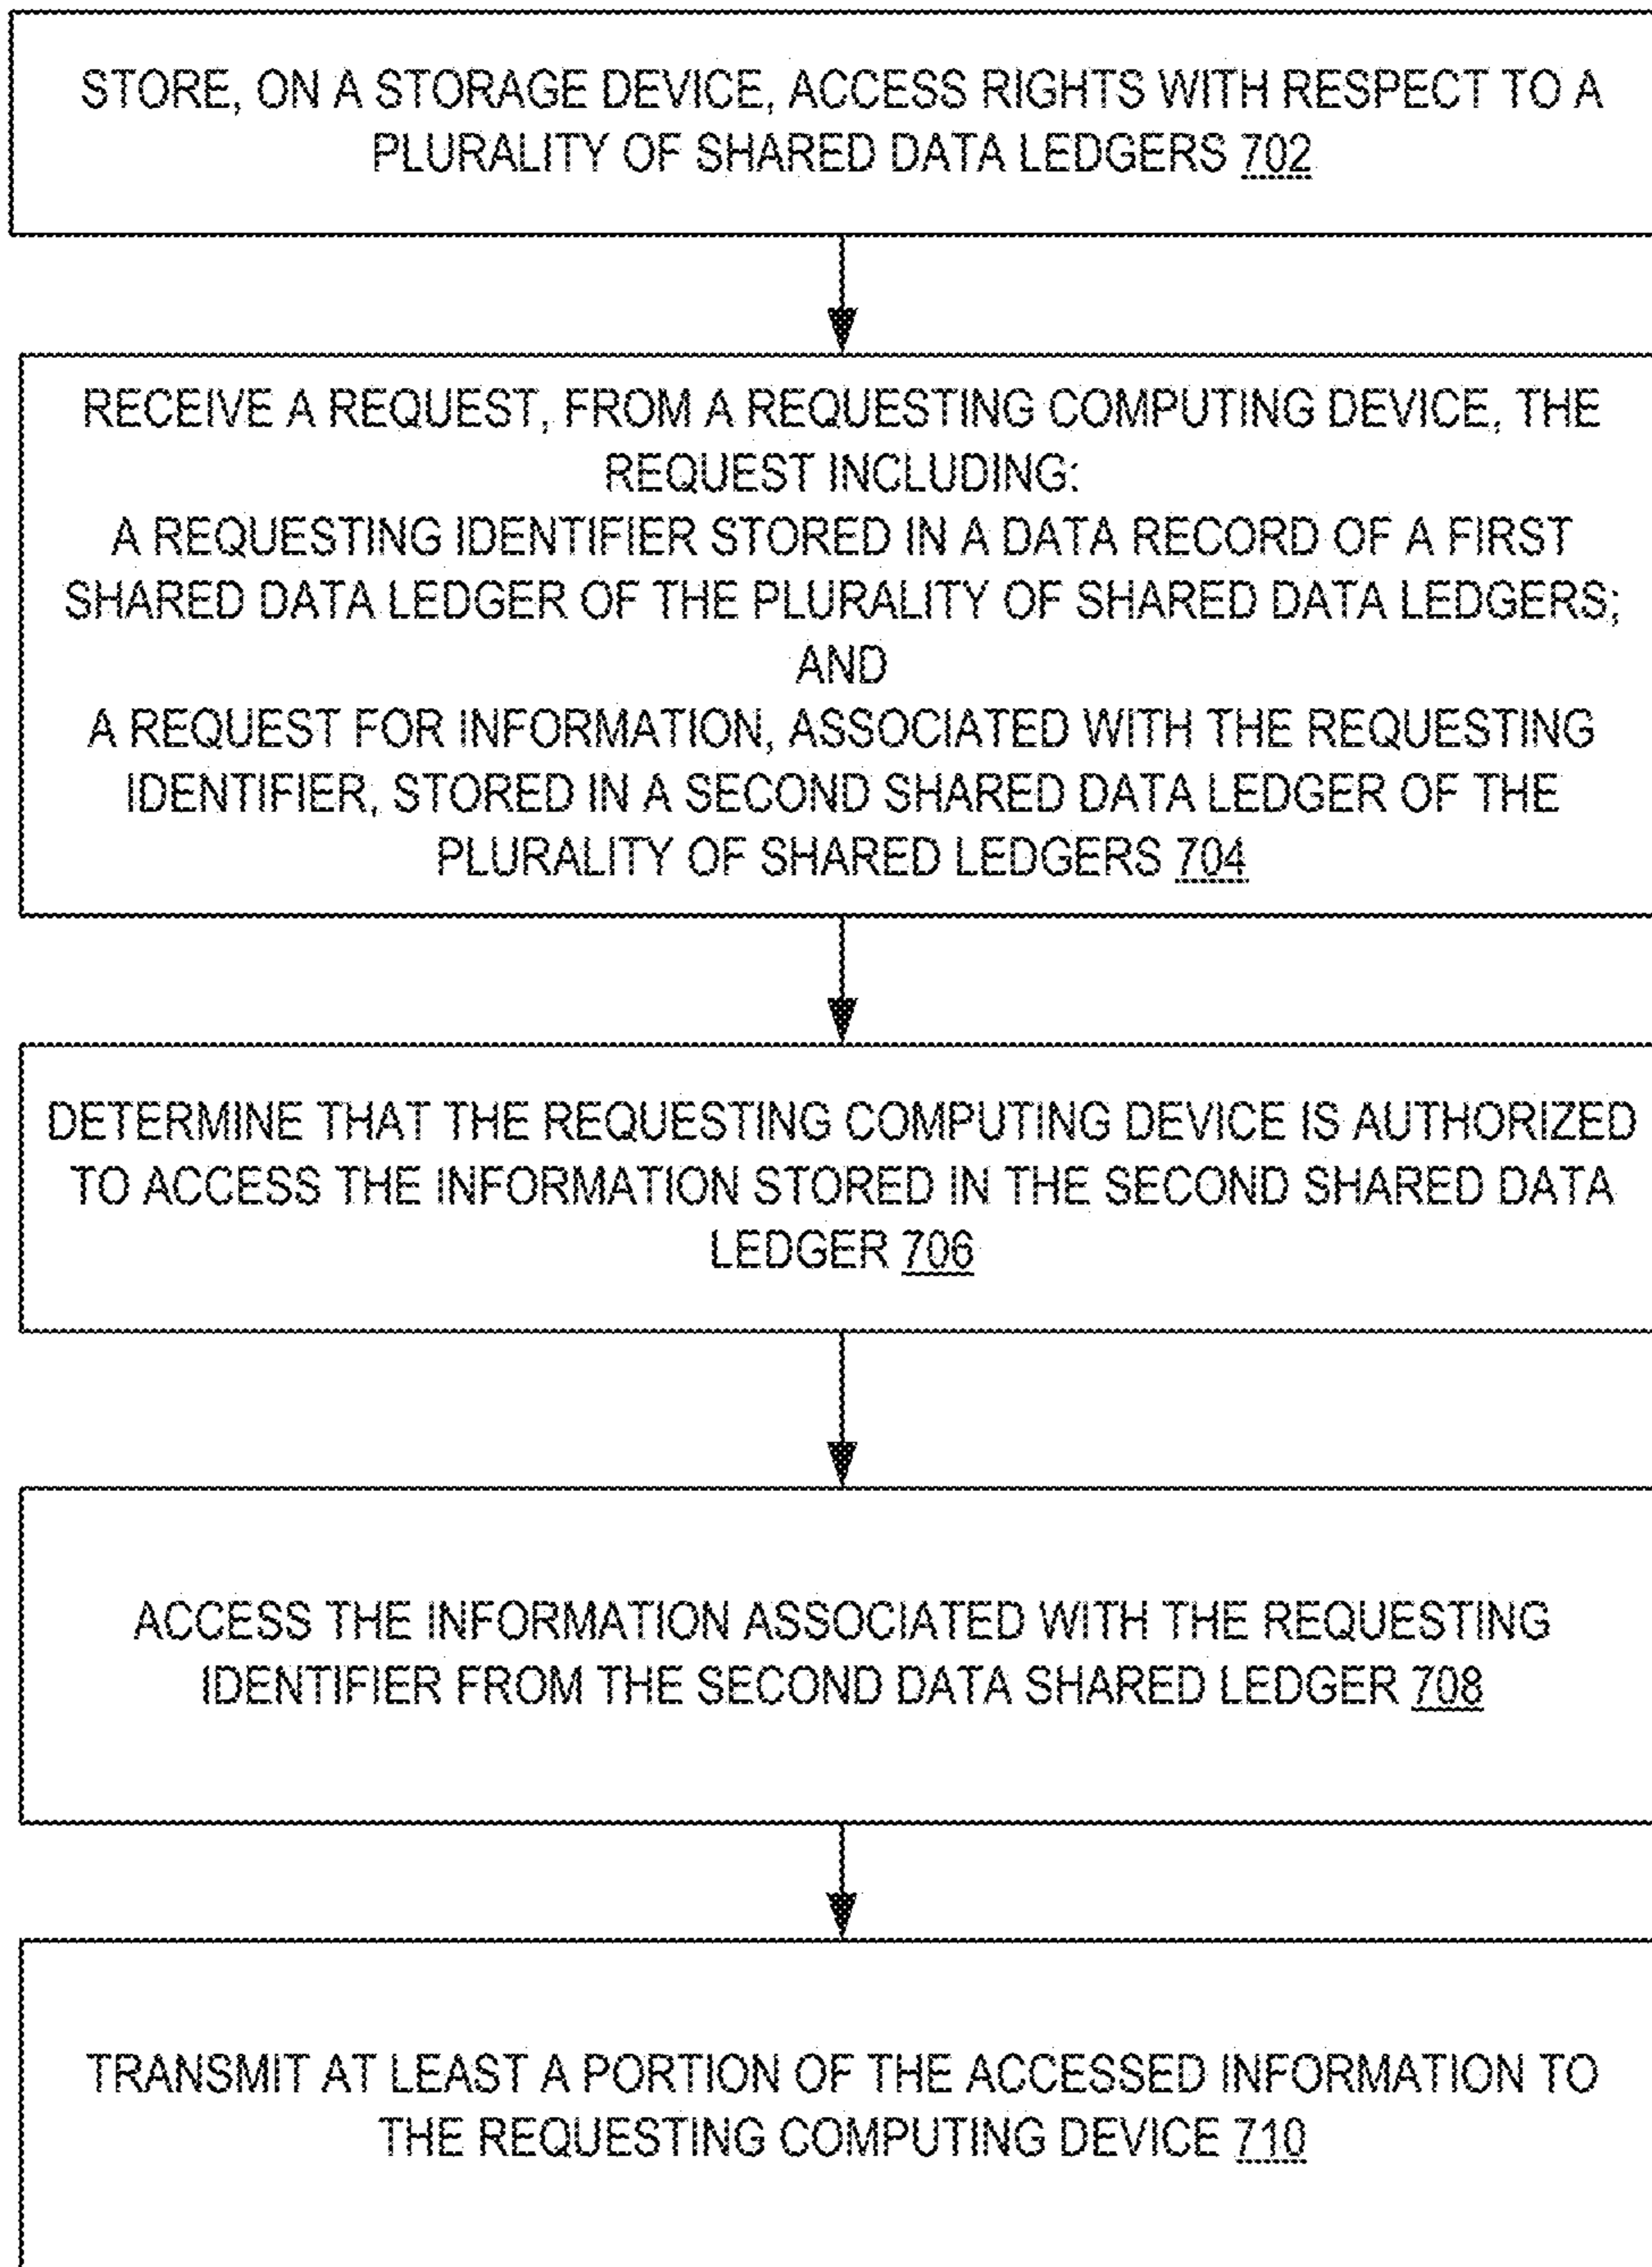 STORE, ON A STORAGE DEVICE, ACCESS RIGHTS WITH RESPECT TO A
PLURALITY OF SHARED DATA LEDGERS 702
RECEIVE A REQUEST, FROM A REQUESTING COMPUTING DEVICE, THE
REQUEST INCLUDING:
A REQUESTING IDENTIFIER STORED IN A DATA RECORD OF A FIRST
SHARED DATA LEDGER OF THE PLURALITY OF SHARED DATA LEDGERS;
AND
A REQUEST FOR INFORMATION, ASSOCIATED WITH THE REQUESTING
IDENTIFIER, STORED IN A SECOND SHARED DATA LEDGER OF THE
PLURALITY OF SHARED LEDGERS 704
DETERMINE THAT THE REQUESTING COMPUTING DEVICE IS AUTHORIZED
TO ACCESS THE INFORMATION STORED IN THE SECOND SHARED DATA
LEDGER 706
ACCESS THE INFORMATION ASSOCIATED WITH THE REQUESTING
IDENTIFIER FROM THE SECOND DATA SHARED LEDGER 708
TRANSMIT AT LEAST A PORTION OF THE ACCESSED INFORMATION TO
THE REQUESTING COMPUTING DEVICE 710